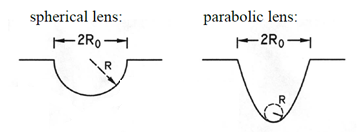 spherical lens: parabolic lens:
2R₀ 2R₀
R R